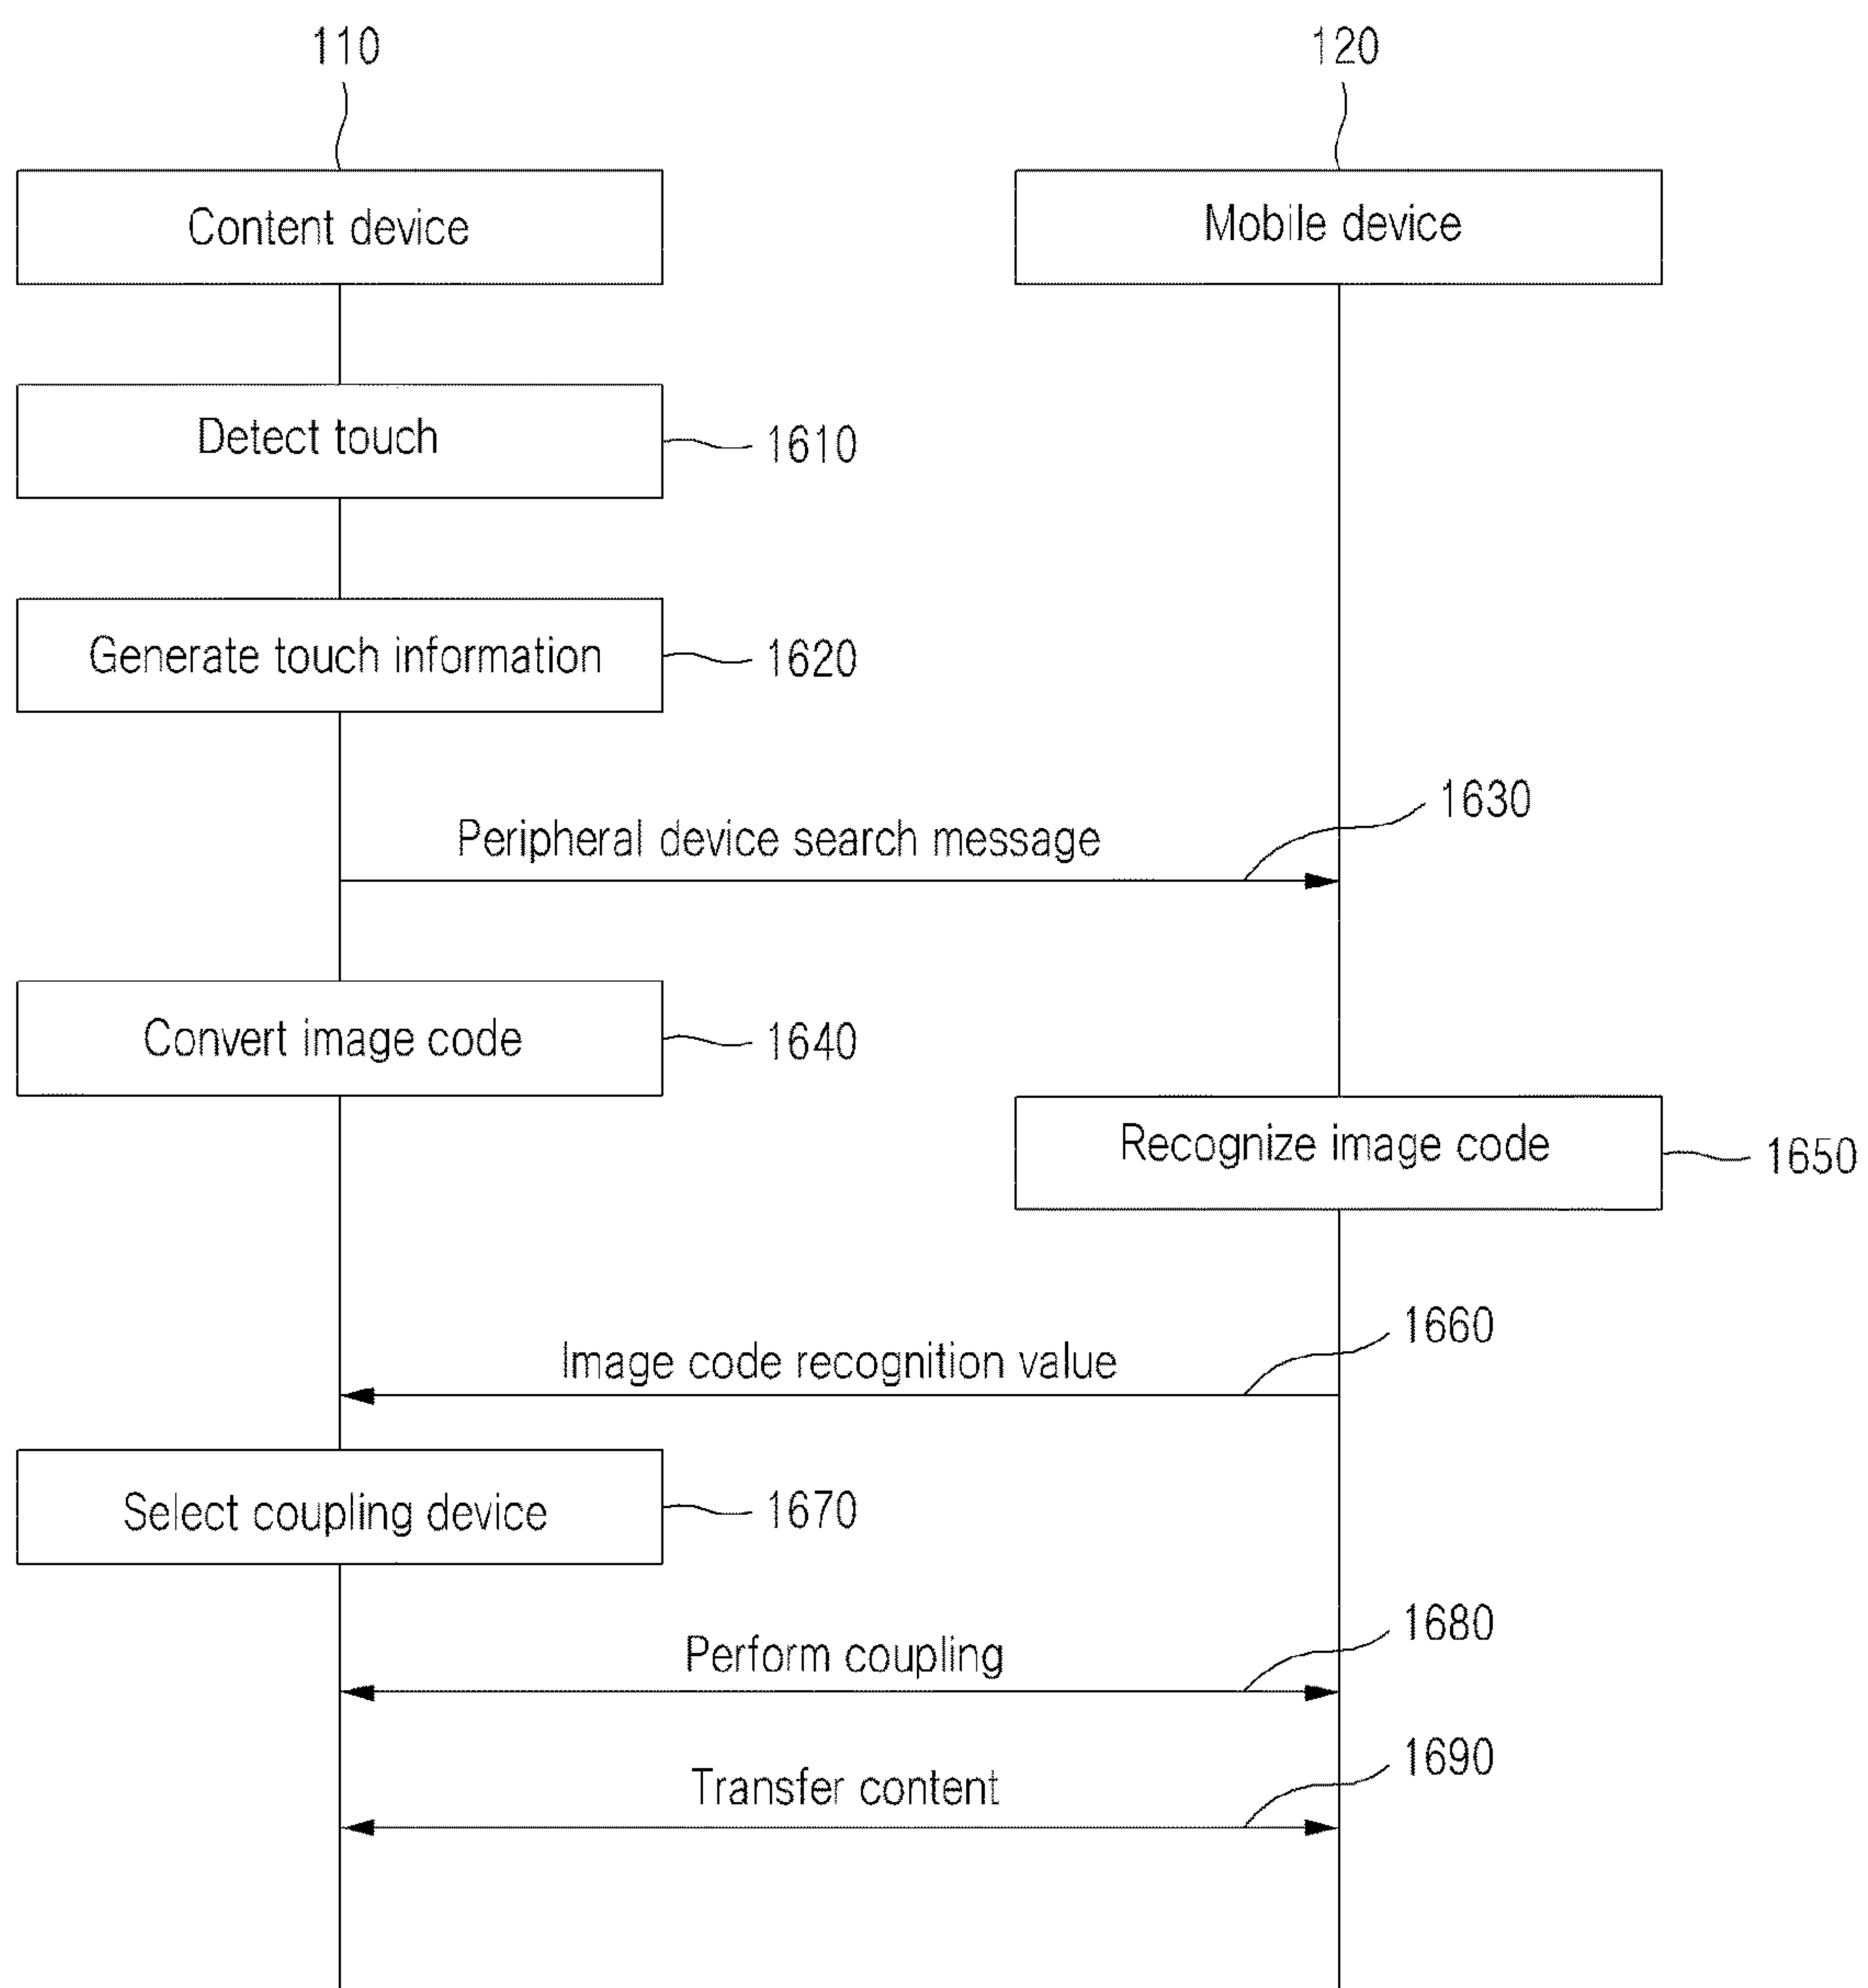 110
120
Content device
Mobile device
Detect touch
1610
Generate touch information
1620
1630
Peripheral device search message
Convert image code
1640
Recognize image code
1650
1660
Image code recognition value
Select coupling device
1670
1680
Perform coupling
1690
Transfer content